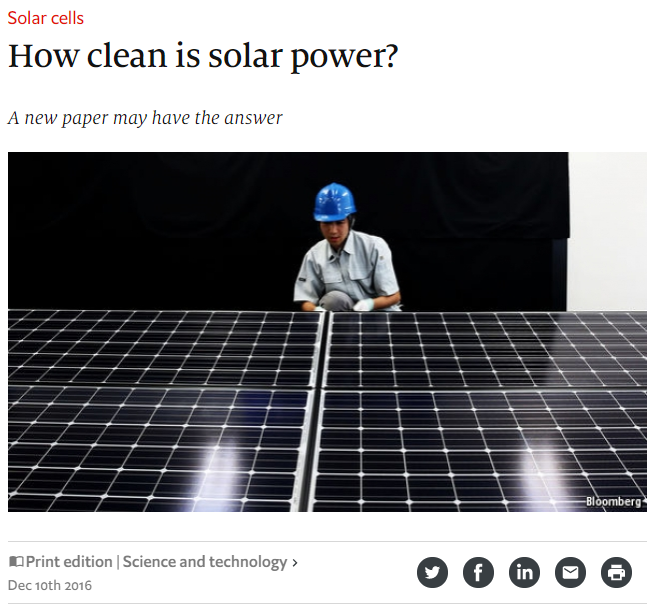 Solar cells
How clean is solar power?
A new paper may have the answer
Bloomberg
Print edition | Science and technology ›
Dec 10th 2016
in